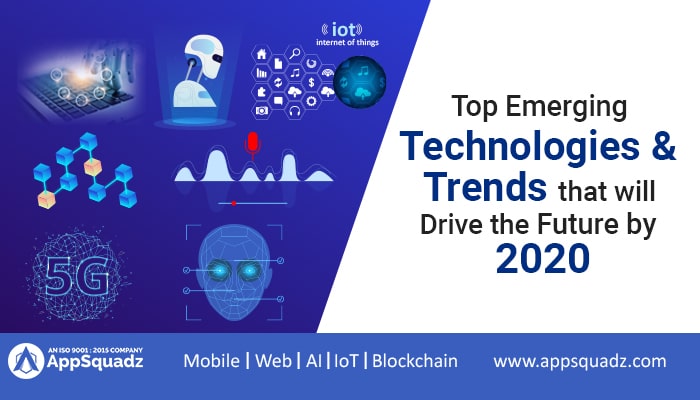 iot
internet of things
$
5G
Top Emerging
Technologies &
Trends that will
Drive the Future by
2020
AN ISO 9001 : 2015 COMPANY
AppSquadz
Mobile | Web | AI | IoT | Blockchain
www.appsquadz.com